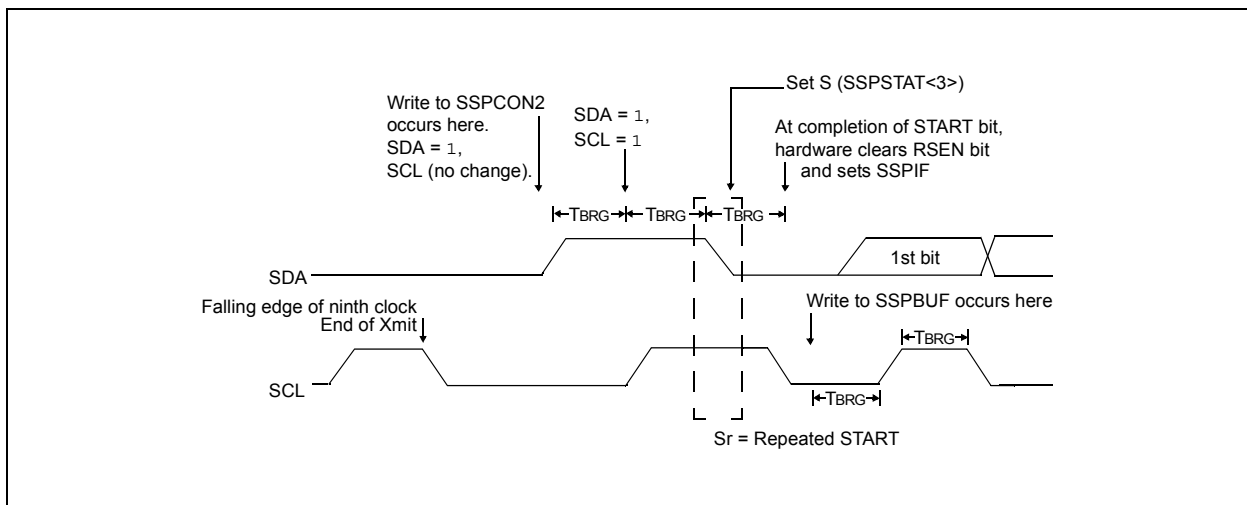 Set S (SSPSTAT<3>)
Write to SSPCON2
occurs here.
SDA = 1,
SCL (no change).
SDA = 1,
SCL = 1
At completion of START bit,
hardware clears RSEN bit
and sets SSPIF
TBRG
TBRG
TBRG
SDA
1st bit
Falling edge of ninth clock
End of Xmit
Write to SSPBUF occurs here
TBRG
SCL
TBRG
Sr = Repeated START